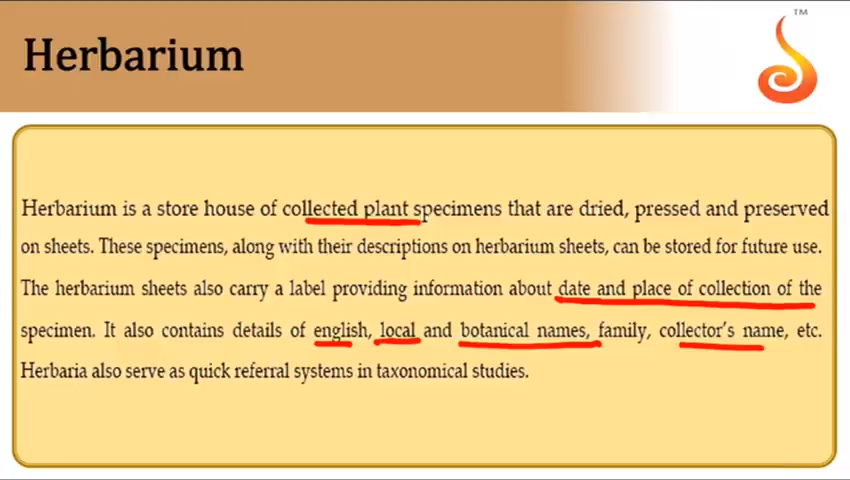 TM
Herbarium
Herbarium is a store house of collected plant specimens that are dried, pressed and preserved
on sheets. These specimens, along with their descriptions on herbarium sheets, can be stored for future use.
The herbarium sheets also carry a label providing information about date and place of collection of the
specimen. It also contains details of english, local and botanical names, family, collector's name, etc.
Herbaria also serve as quick referral systems in taxonomical studies.